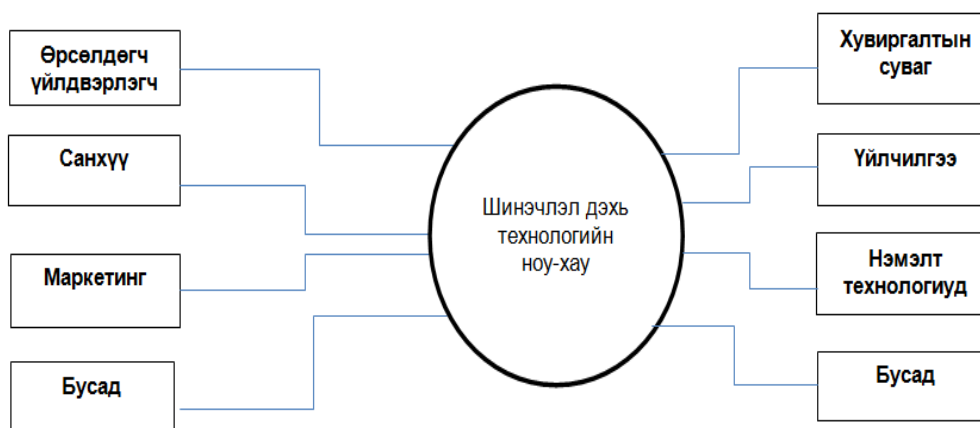 Өрсөлдөгч
үйлдвэрлэгч
Санхүү
Маркетинг
Бусад
Шинэчлэл дэхь
технологийн
ноу-хау
Хувиргалтын
суваг
Үйлчилгээ
Нэмэлт
технологиуд
Бусад